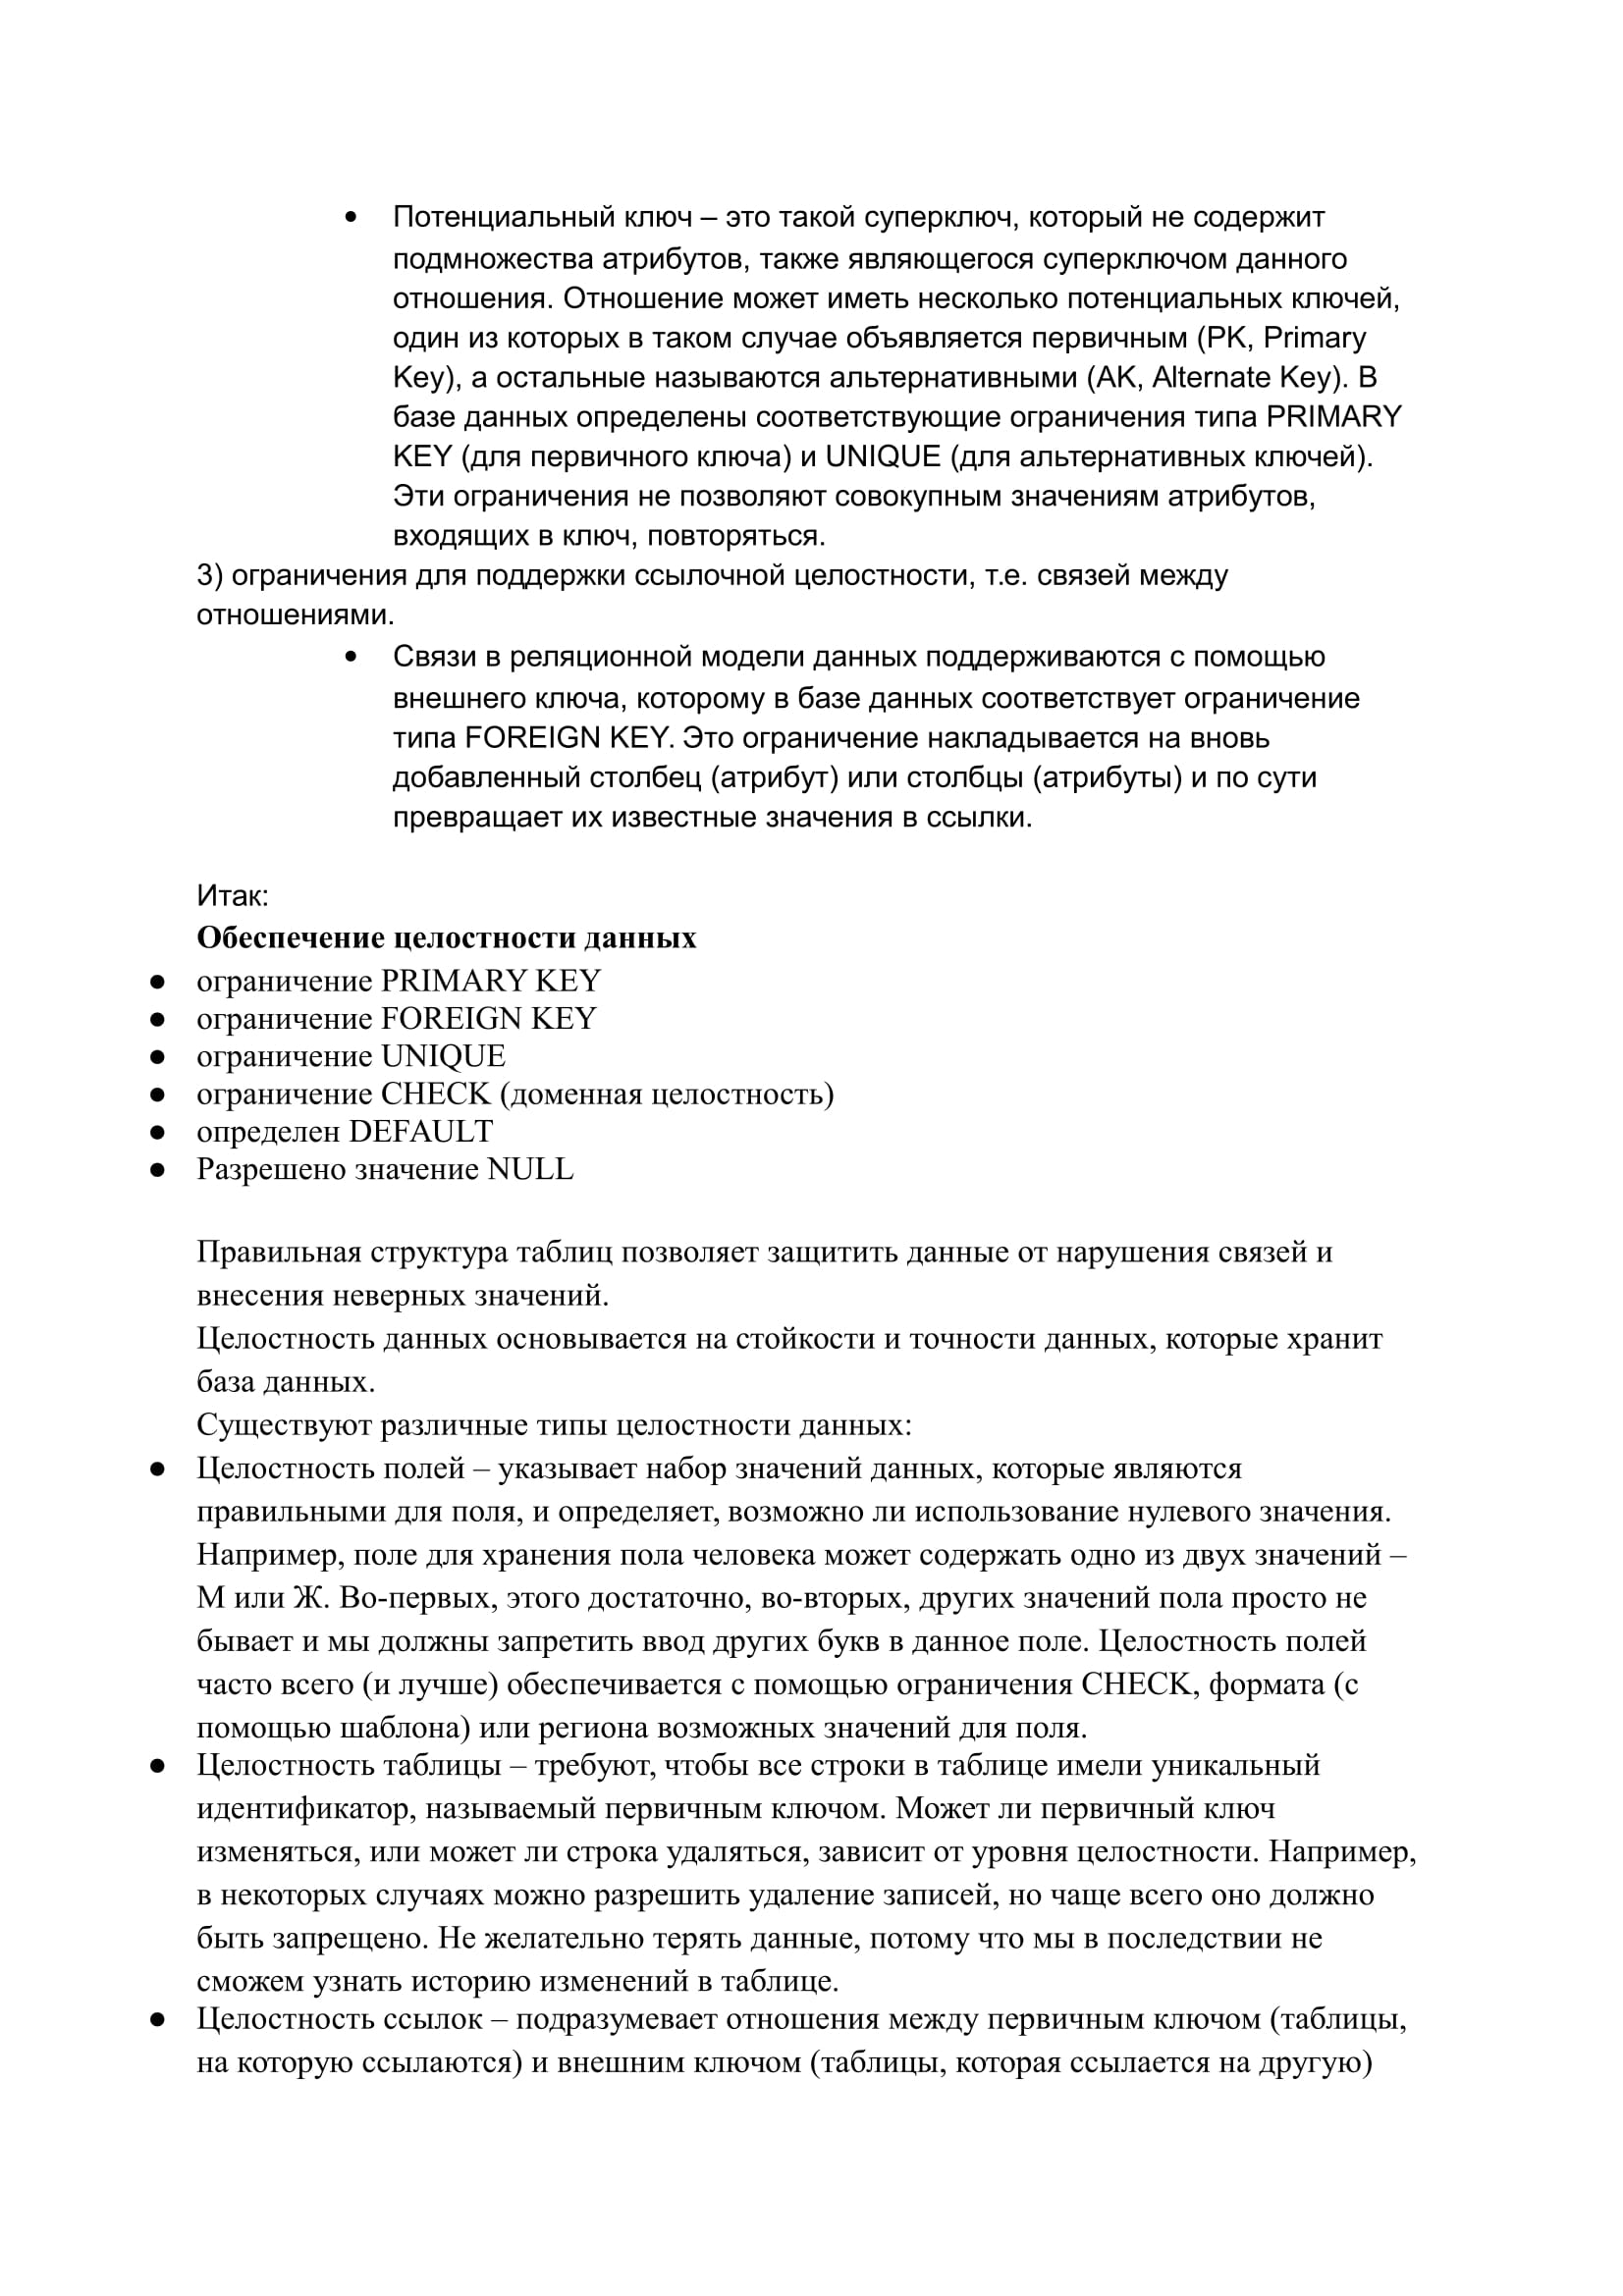 • Потенциальный ключ – это такой суперключ, который не содержит
подмножества атрибутов, также являющегося суперключом данного
отношения. Отношение может иметь несколько потенциальных ключей,
один из которых в таком случае объявляется первичным (PK, Primary
Key), а остальные называются альтернативными (AK, Alternate Key). В
базе данных определены соответствующие ограничения типа PRIMARY
KEY (для первичного ключа) и UNIQUE (для альтернативных ключей).
Эти ограничения не позволяют совокупным значениям атрибутов,
входящих в ключ, повторяться.
3) ограничения для поддержки ссылочной целостности, т.е. связей между
отношениями.
• Связи в реляционной модели данных поддерживаются с помощью
внешнего ключа, которому в базе данных соответствует ограничение
типа FOREIGN KEY. Это ограничение накладывается на вновь
добавленный столбец (атрибут) или столбцы (атрибуты) и по сути
превращает их известные значения в ссылки.
Итак:
Обеспечение целостности данных
● ограничение PRIMARY KEY
● ограничение FOREIGN KEY
● ограничение UNIQUE
● ограничение CHECK (доменная целостность)
● определен DEFAULT
● Разрешено значение NULL
Правильная структура таблиц позволяет защитить данные от нарушения связей и
внесения неверных значений.
Целостность данных основывается на стойкости и точности данных, которые хранит
база данных.
Существуют различные типы целостности данных:
● Целостность полей – указывает набор значений данных, которые являются
правильными для поля, и определяет, возможно ли использование нулевого значения.
Например, поле для хранения пола человека может содержать одно из двух значений –
М или Ж. Во-первых, этого достаточно, во-вторых, других значений пола просто не
бывает и мы должны запретить ввод других букв в данное поле. Целостность полей
часто всего (и лучше) обеспечивается с помощью ограничения CHECK, формата (с
помощью шаблона) или региона возможных значений для поля.
● Целостность таблицы – требуют, чтобы все строки в таблице имели уникальный
идентификатор, называемый первичным ключом. Может ли первичный ключ
изменяться, или может ли строка удаляться, зависит от уровня целостности. Например,
в некоторых случаях можно разрешить удаление записей, но чаще всего оно должно
быть запрещено. Не желательно терять данные, потому что мы в последствии не
сможем узнать историю изменений в таблице.
● Целостность ссылок – подразумевает отношения между первичным ключом (таблицы,
на которую ссылаются) и внешним ключом (таблицы, которая ссылается на другую)